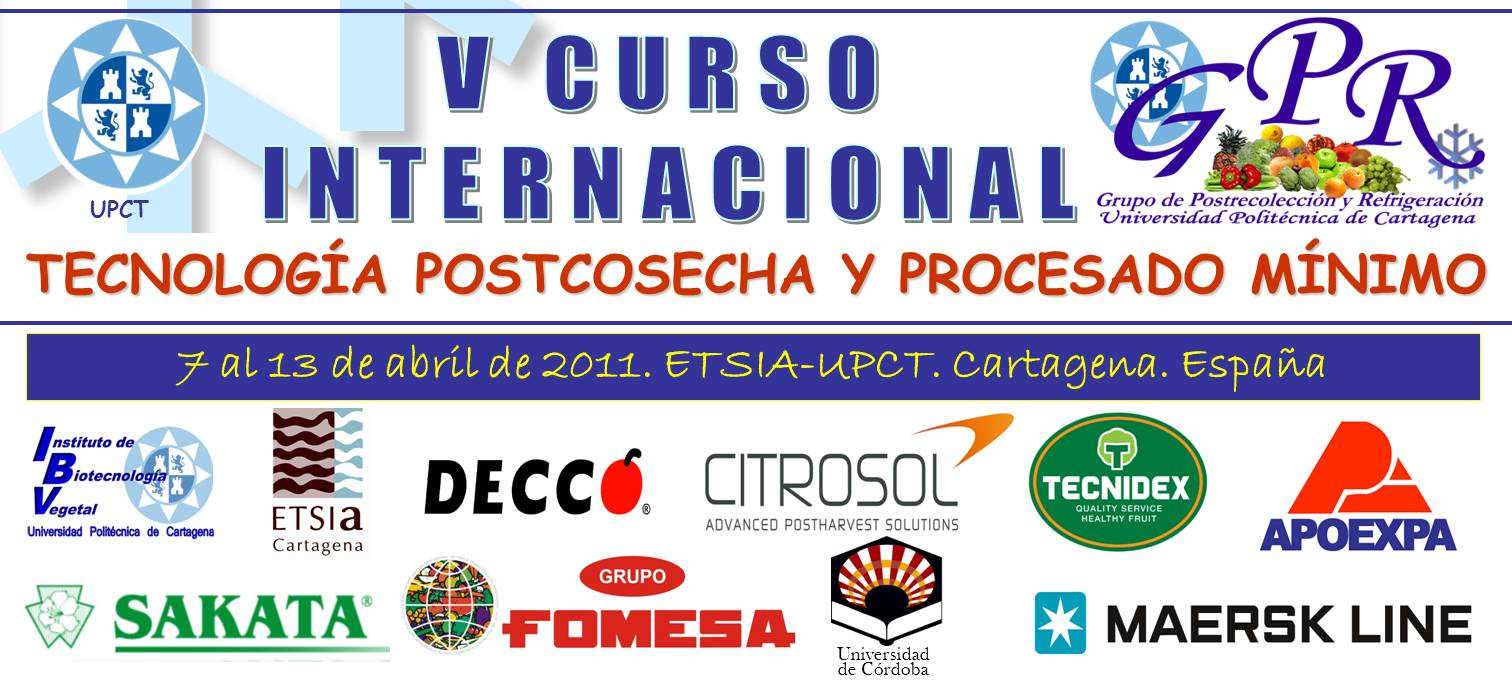 V CURSO
INTERNACIONAL
UPCT
GPR
Grupo de Postrecolección y Refrigeración
Universidad Politécnica de Cartagena
TECNOLOGÍA POSTCOSECHA Y PROCESADO MÍNIMO
7 al 13 de abril de 2011. ETSIA-UPCT. Cartagena. España
Instituto de
Biotecnología
Vegetal
Universidad Politécnica de Cartagena
ETSIa
Cartagena
DECCO®
CITROSOL
ADVANCED POSTHARVEST SOLUTIONS
TECNIDEX
QUALITY SERVICE
HEALTHY FRUIT
APOEXPA
SAKATA®
GRUPO
FOMESA
Universidad
de Córdoba
MAERSK LINE